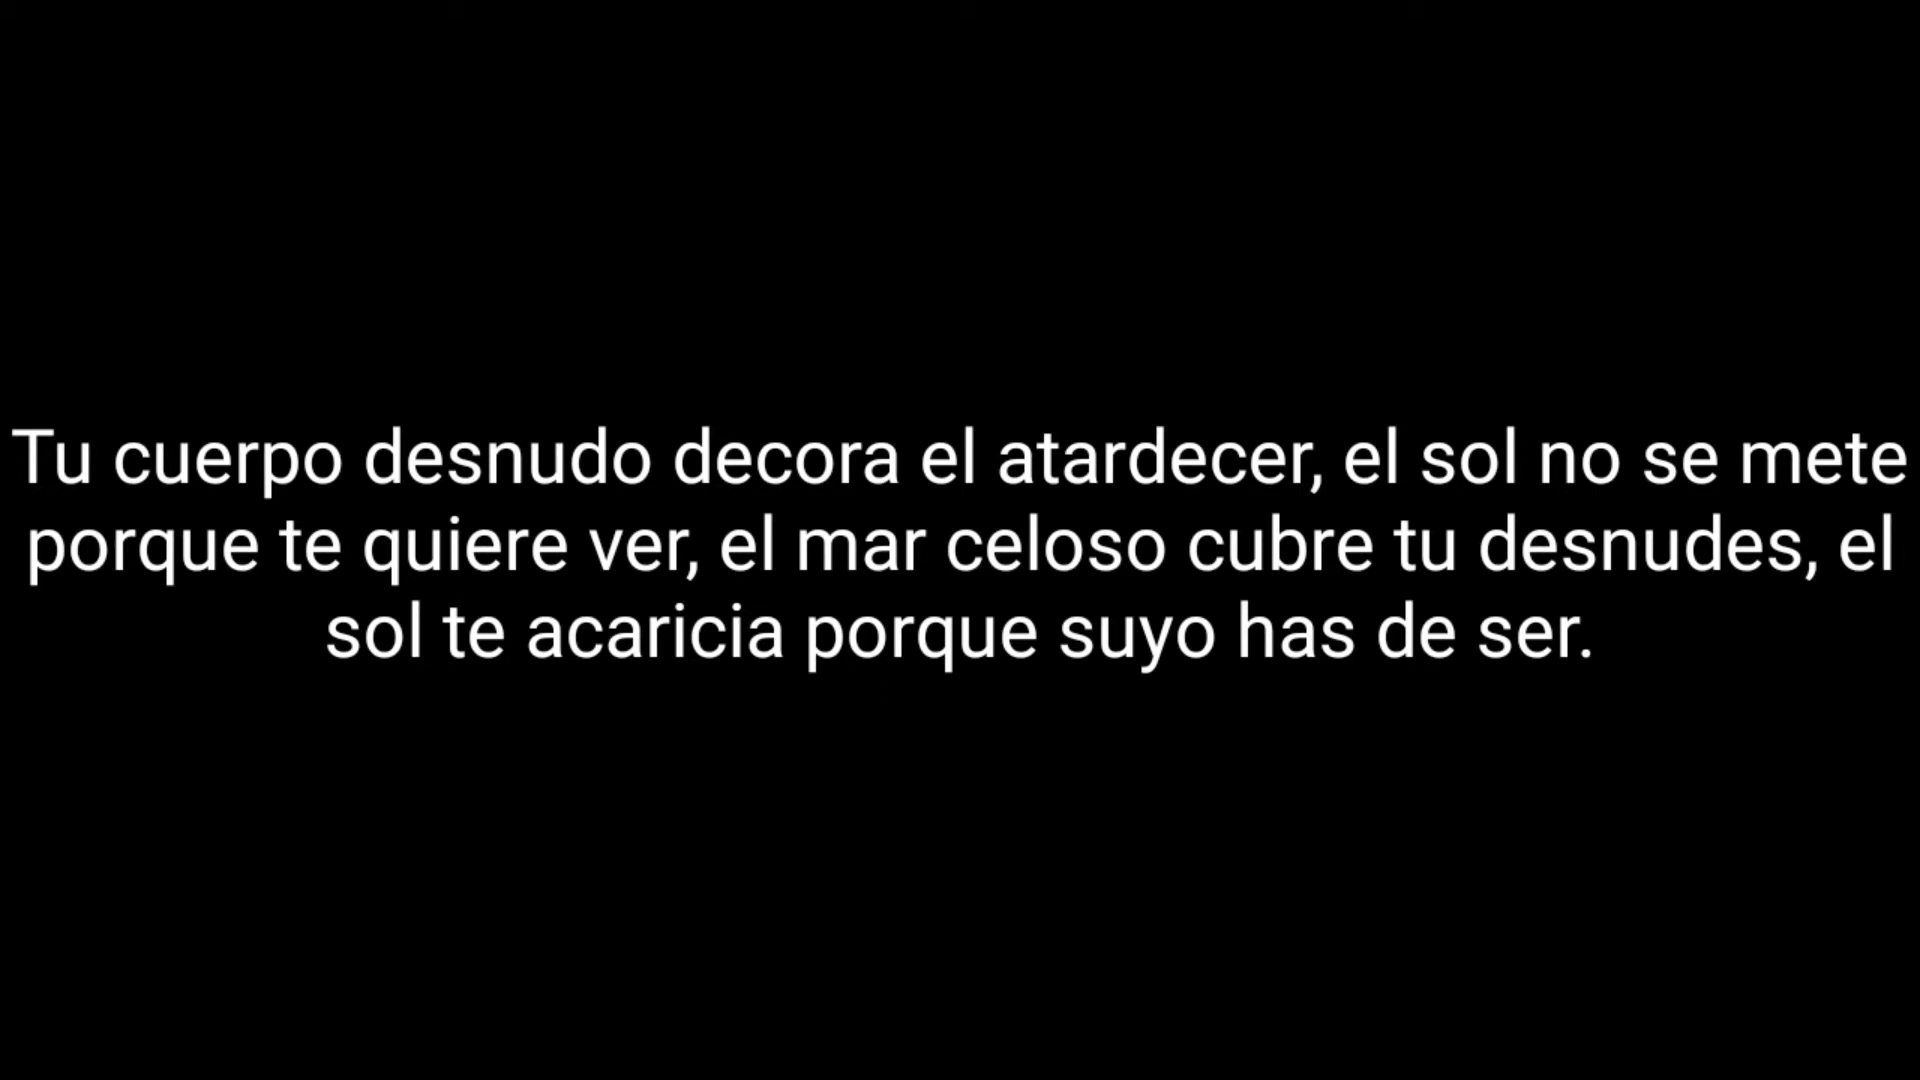 Tu cuerpo desnudo decora el atardecer, el sol no se mete
porque te quiere ver, el mar celoso cubre tu desnudes, el
sol te acaricia porque suyo has de ser.